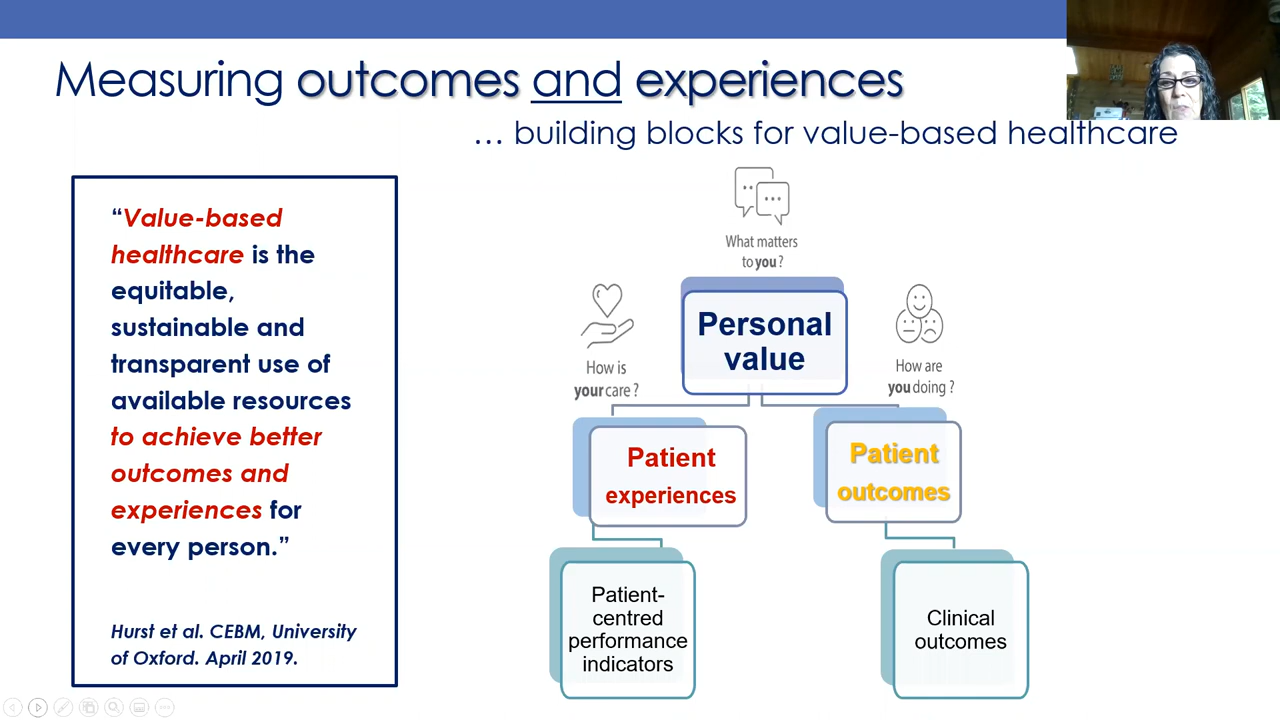 Measuring outcomes and experiences
… building blocks for value-based healthcare
“Value-based
healthcare is the
equitable,
sustainable and
transparent use of
available resources
to achieve better
outcomes and
experiences for
every person.”
Hurst et al. CEBM, University
of Oxford. April 2019.
What matters
to you ?
Personal
value
How is
your care ?
How are
you doing ?
Patient
experiences
Patient
outcomes
Patient-
centred
performance
indicators
Clinical
outcomes